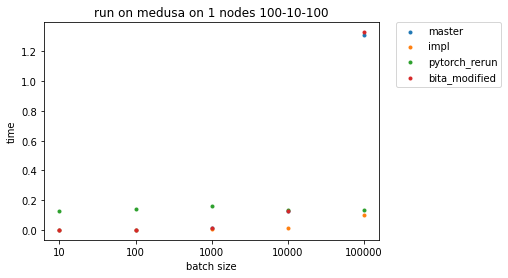 run on medusa on 1 nodes 100-10-100
master
impl
pytorch_rerun
bita_modified
time
1.2
1.0
0.8
0.6
0.4
0.2
0.0
10
100
1000
10000
100000
batch size